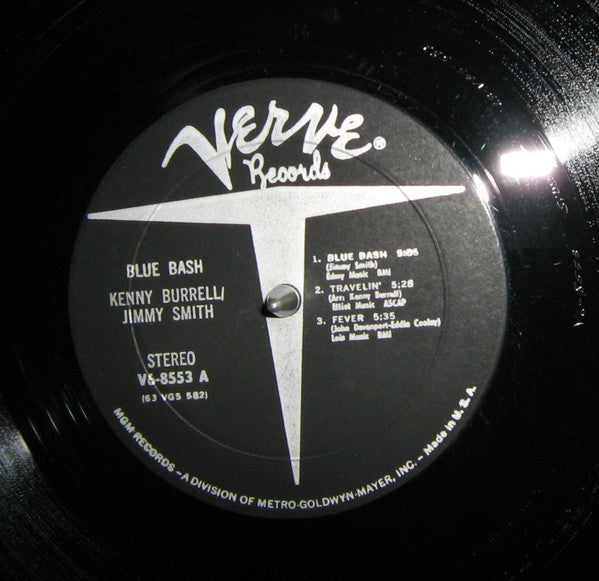 Verve®
Records
BLUE BASH
KENNY BURRELL/
JIMMY SMITH
STEREO
V6-8553 A
(63 VGS 582)
1. BLUE BASH 5:05
(Jimmy Smith)
Edmy Music BMI
2. TRAVELIN' 5:28
(Arr: Kenny Burrell)
Elliot Music ASCAP
3. FEVER 5:35
(John Davenport-Eddie Cooley)
Lois Music BMI
MGM RECORDS – A DIVISION OF METRO-GOLDWYN-MAYER, INC. – Made in U. S. A.